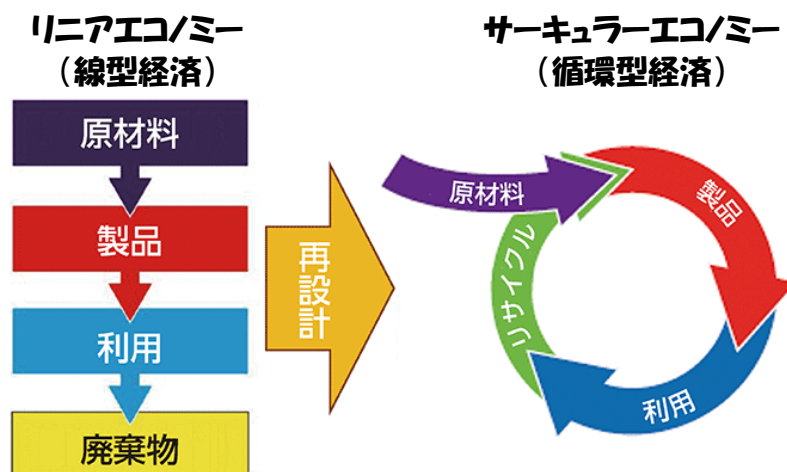 リニアエコノミー
（線型経済）
原材料
製品
利用
廃棄物
再設計
サーキュラーエコノミー
（循環型経済）
原材料
製品
利用
リサイクル